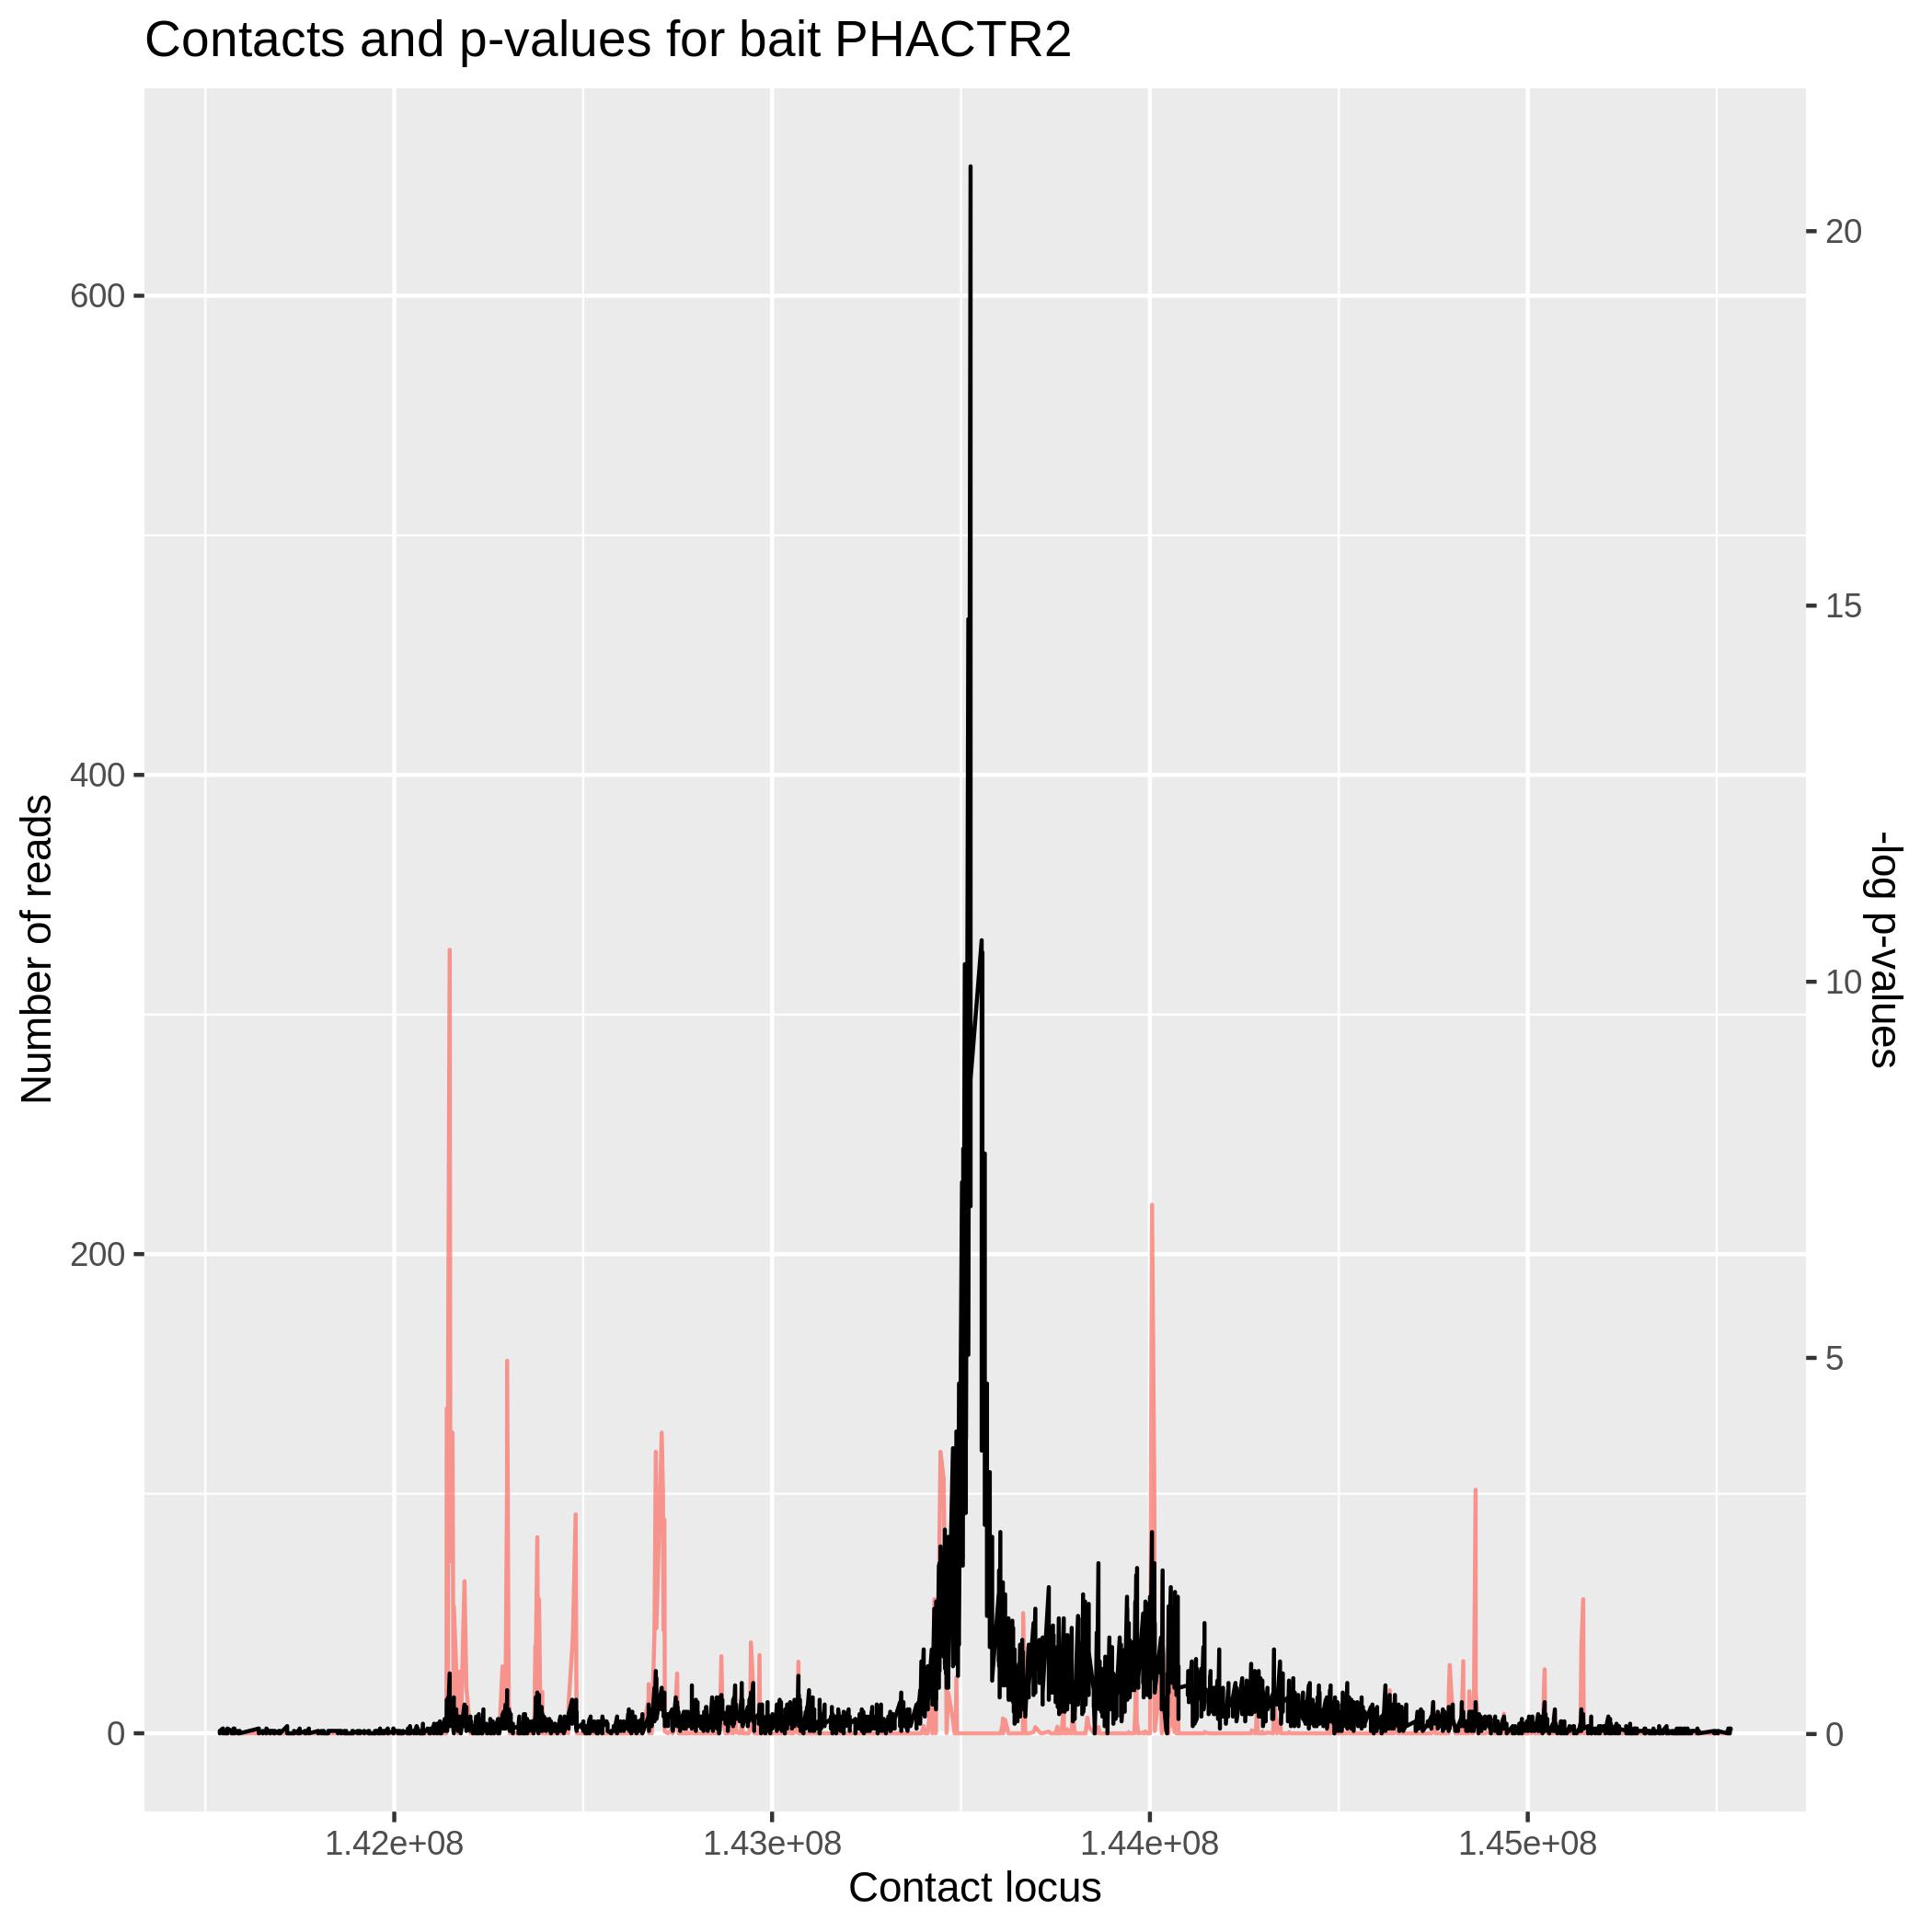 Contacts and p-values for bait PHACTR2
Number of reads
600
400
200
0
20
15
10
5
0
-log p-values
1.42e+08
1.43e+08
1.44e+08
1.45e+08
Contact locus